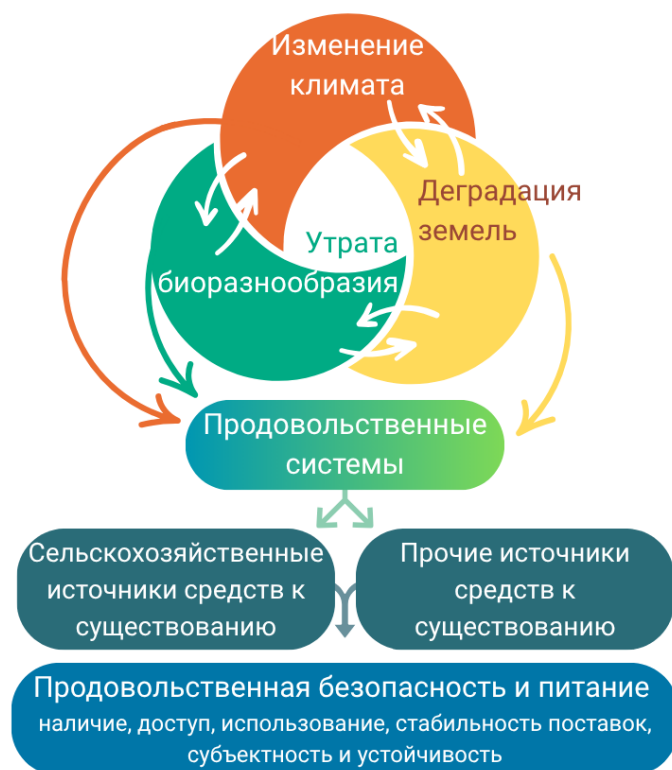 Изменение
климата
Деградация
земель
Утрата
биоразнообразия
Продовольственные
системы
Сельскохозяйственные
источники средств к
существованию
Прочие источники
средств к
существованию
Продовольственная безопасность и питание
наличие, доступ, использование, стабильность поставок,
субъектность и устойчивость